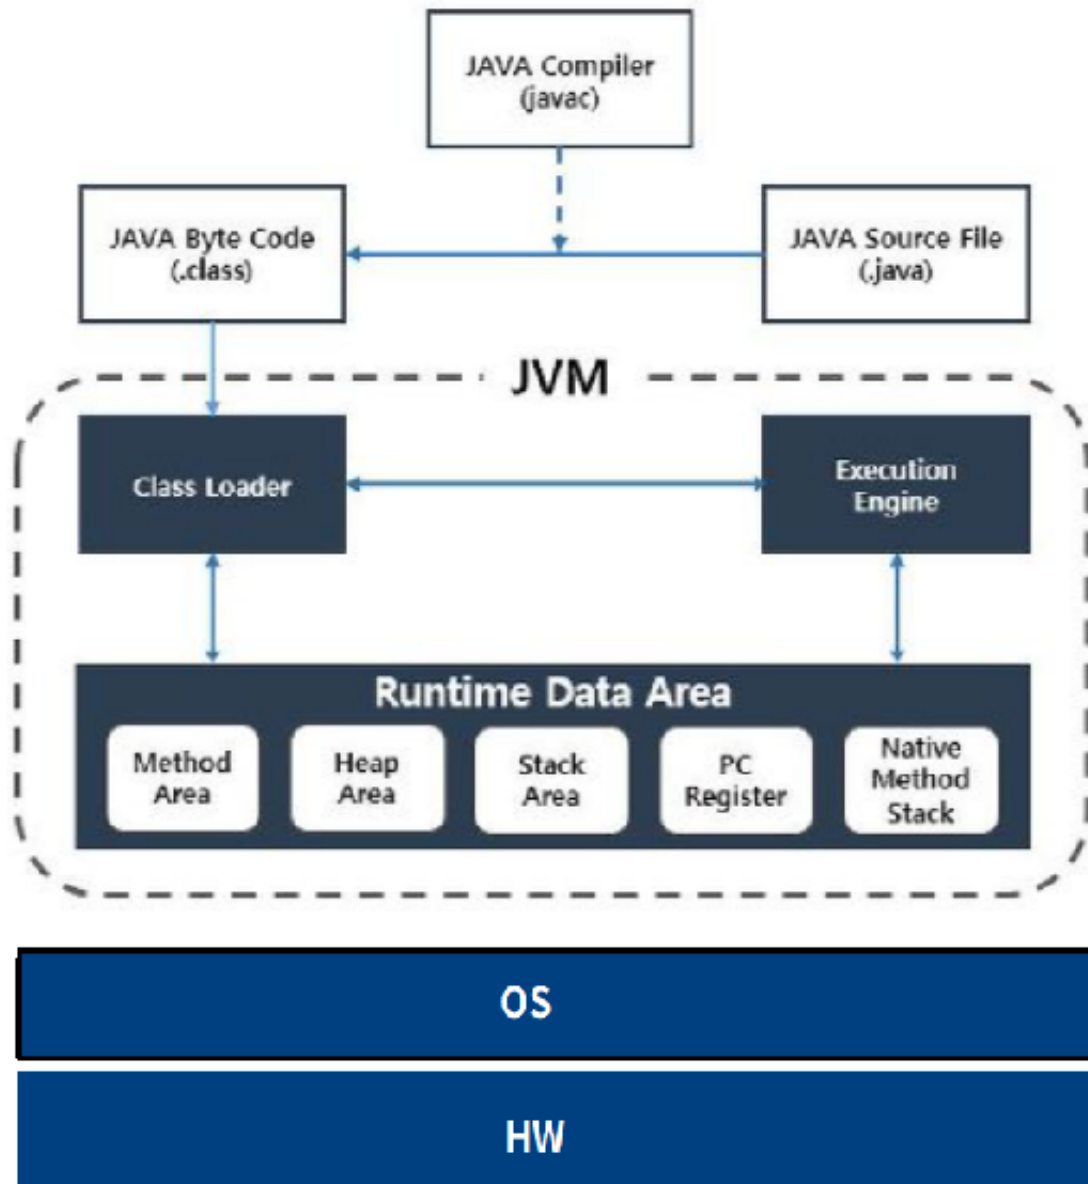 JAVA Compiler
(javac)
JAVA Byte Code
(.class)
JAVA Source File
(.java)
JVM
Class Loader
Execution
Engine
Runtime Data Area
Method
Area
Heap
Area
Stack
Area
PC
Register
Native
Method
Stack
OS
HW